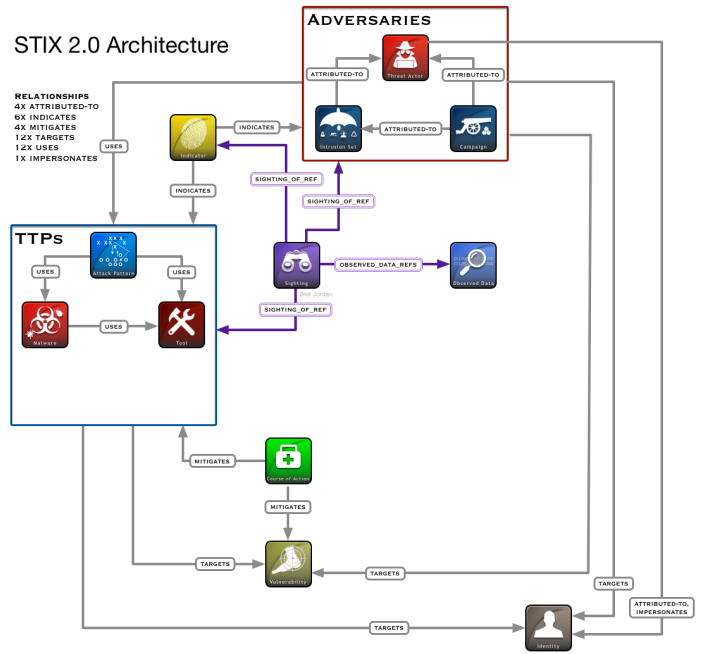 STIX 2.0 Architecture
ADVERSARIES
Threat Actor
ATTRIBUTED-TO
ATTRIBUTED-TO
RELATIONSHIPS
4X ATTRIBUTED-TO
6X INDICATES
4X MITIGATES
12X TARGETS
12X USES
1X IMPERSONATES
USES
Indicator
INDICATES
Intrusion Set
ATTRIBUTED-TO
Campaign
SIGHTING_OF_REF
INDICATES
SIGHTING_OF_REF
TTPs
Attack Pattern
USES
USES
Sighting
OBSERVED_DATA_REFS
Observed Data
Bret Jordan
SIGHTING_OF_REF
Malware
USES
Tool
MITIGATES
Course of Action
MITIGATES
TARGETS
Vulnerability
TARGETS
TARGETS
ATTRIBUTED-TO,
IMPERSONATES
TARGETS
Identity